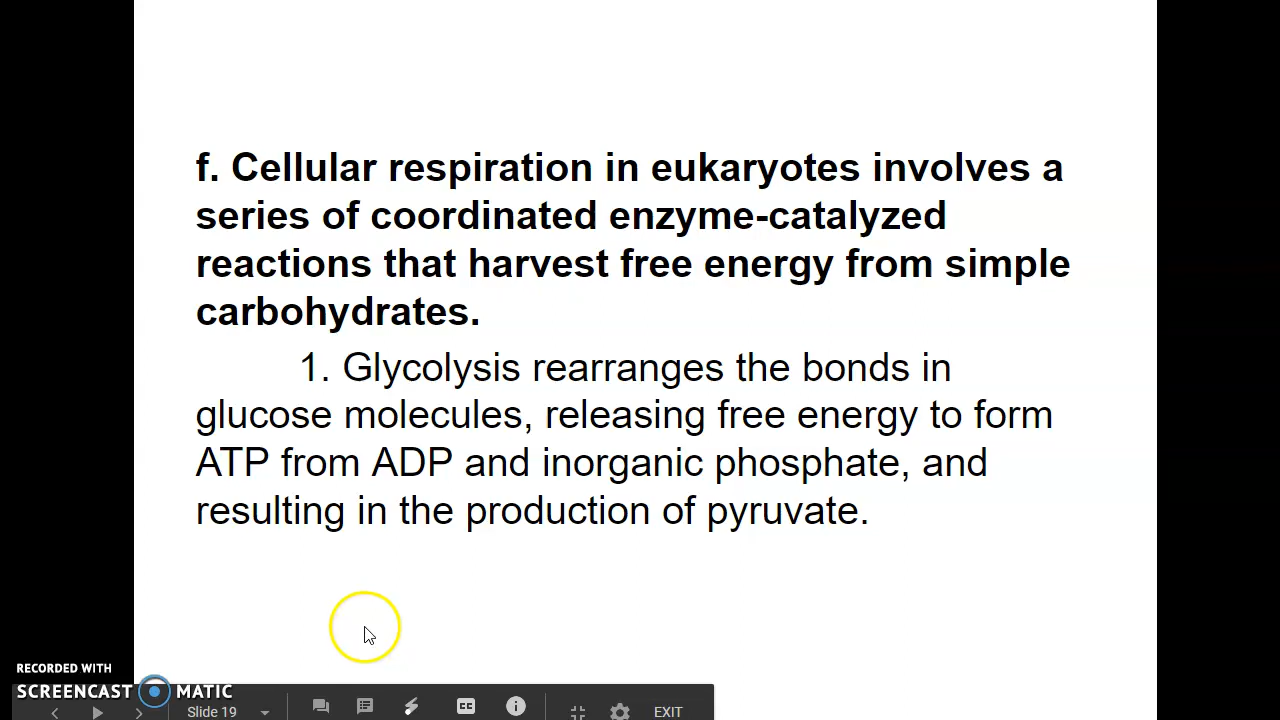 f. Cellular respiration in eukaryotes involves a
series of coordinated enzyme-catalyzed
reactions that harvest free energy from simple
carbohydrates.
1. Glycolysis rearranges the bonds in
glucose molecules, releasing free energy to form
ATP from ADP and inorganic phosphate, and
resulting in the production of pyruvate.
RECORDED WITH
SCREENCAST MATIC
Slide 19
CC
EXIT